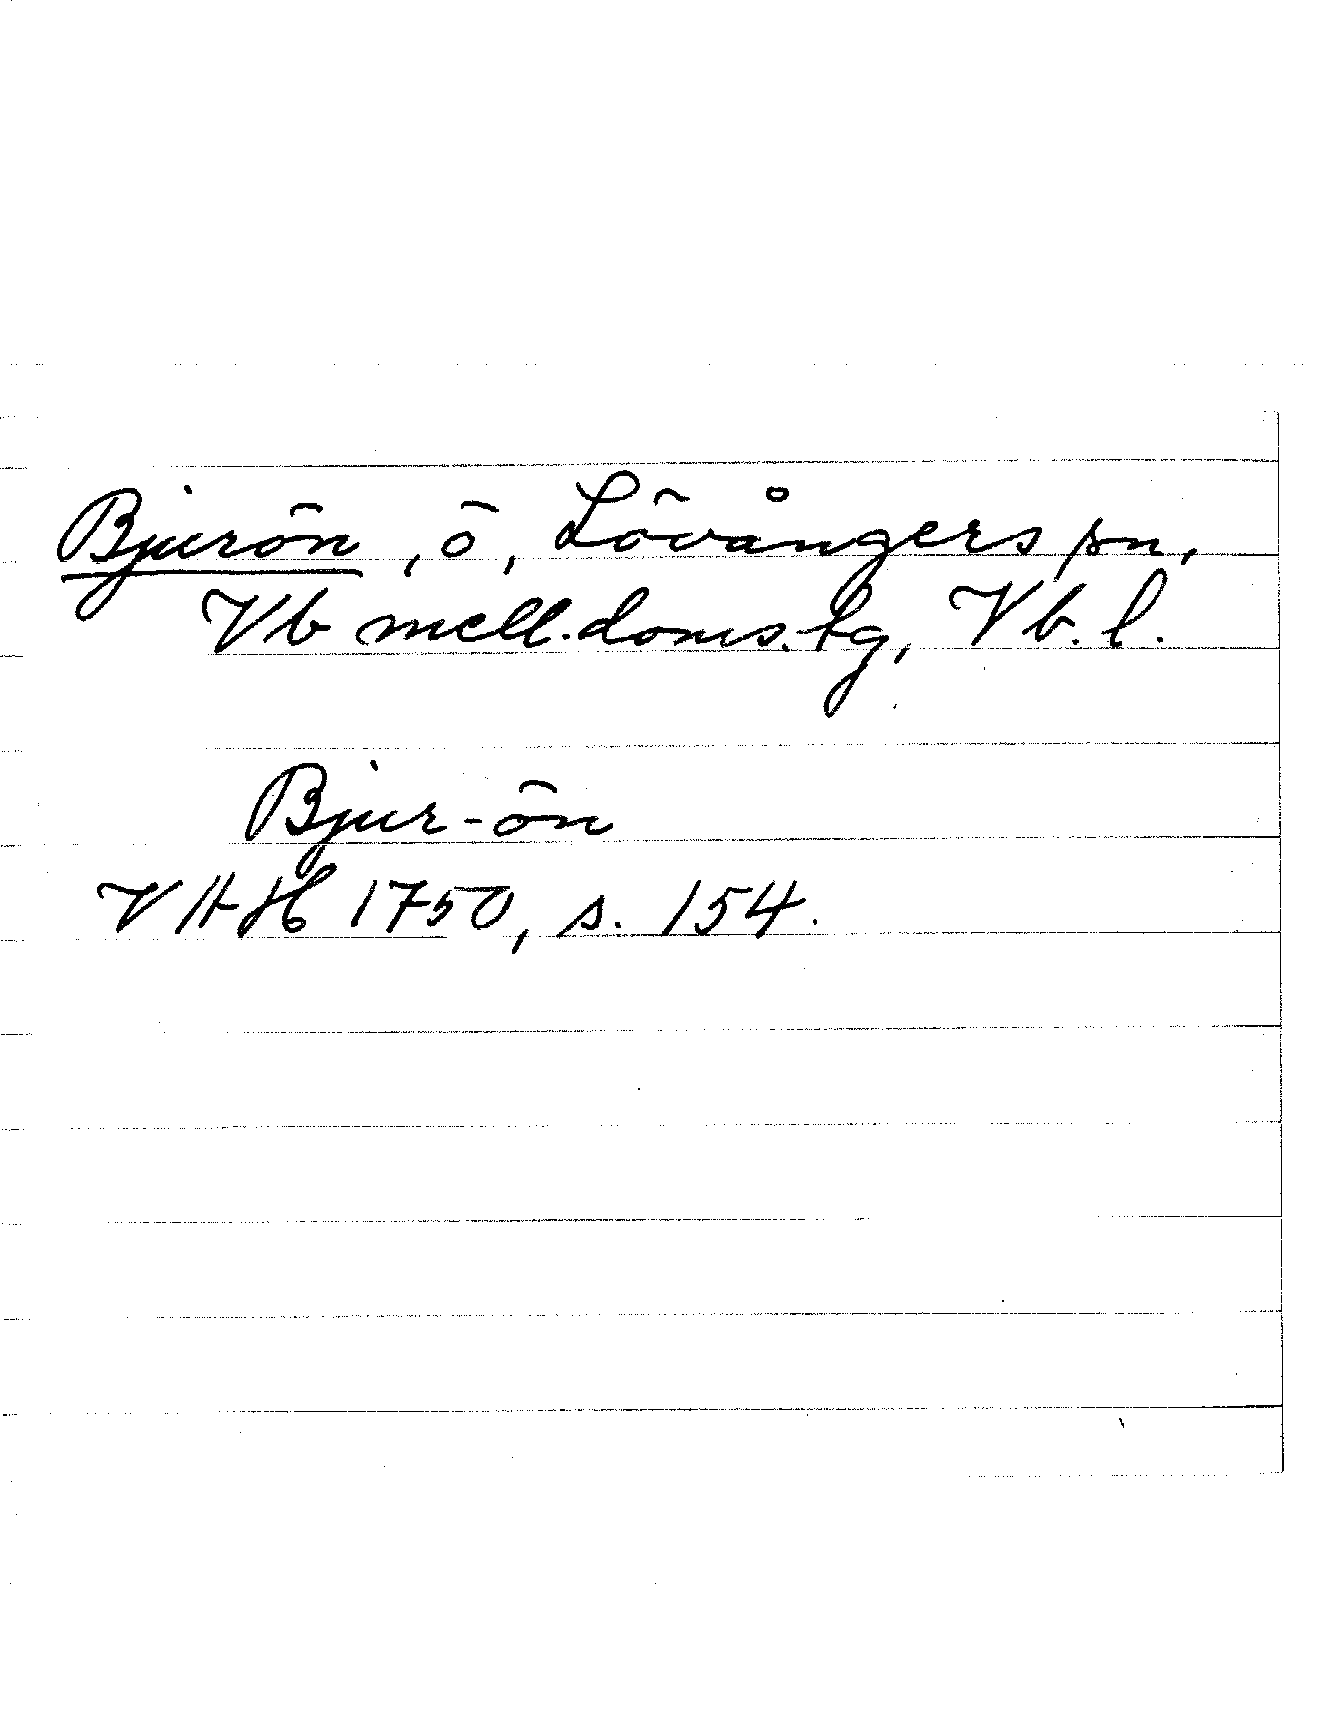 Bjurön, ö, Lövångers sn,
Vb mell. doms. tg, Vb. l.
Bjur-ön
VHH 1750, s. 154.